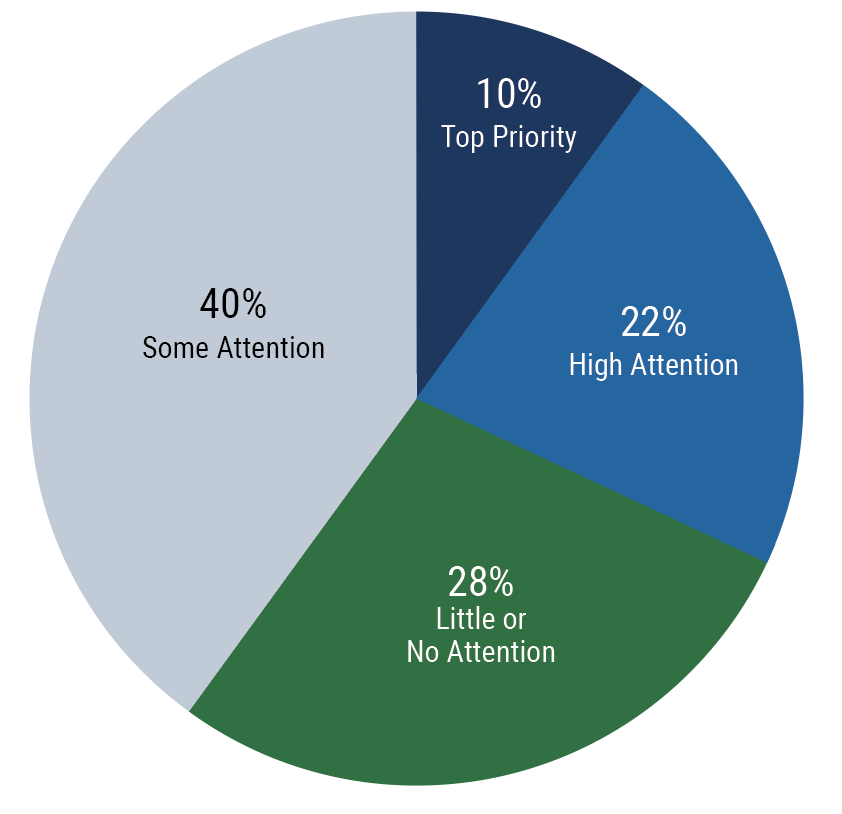 10%
Top Priority
22%
High Attention
40%
Some Attention
28%
Little or
No Attention